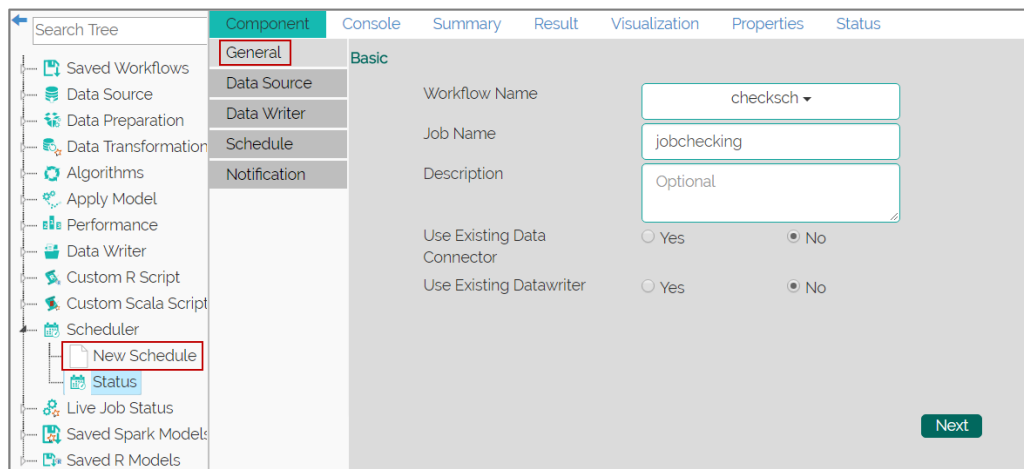 Search Tree
Saved Workflows
Data Source
Data Preparation
Data Transformation
Algorithms
Apply Model
Performance
Data Writer
Custom R Script
Custom Scala Script
Scheduler
New Schedule
Status
Live Job Status
Saved Spark Models
Saved R Models
Component Console Summary Result Visualization Properties Status
General
Data Source
Data Writer
Schedule
Notification
Basic
Workflow Name checksch
Job Name jobchecking
Description Optional
Use Existing Data
Connector
Yes No
Use Existing Datawriter Yes No
Next